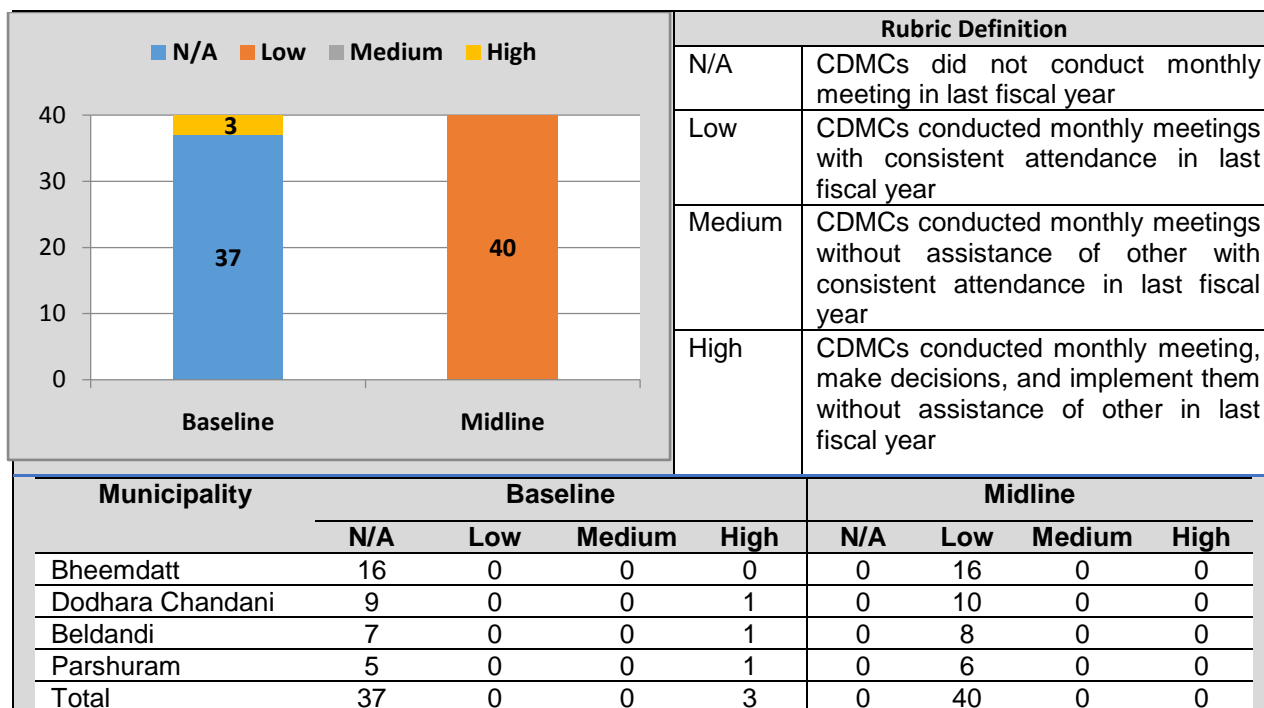 N/A Low Medium High
40
30
20
10
0
3
37
40
Baseline Midline
Rubric Definition
N/A CDMCs did not conduct monthly
meeting in last fiscal year
Low CDMCs conducted monthly meetings
with consistent attendance in last
fiscal year
Medium CDMCs conducted monthly meetings
without assistance of other with
consistent attendance in last fiscal
year
High CDMCs conducted monthly meeting,
make decisions, and implement them
without assistance of other in last
fiscal year
Municipality Baseline Midline
N/A Low Medium High N/A Low Medium High
Bheemdatt 16 0 0 0 0 16 0 0
Dodhara Chandani 9 0 0 1 0 10 0 0
Beldandi 7 0 0 1 0 8 0 0
Parshuram 5 0 0 1 0 6 0 0
Total 37 0 0 3 0 40 0 0